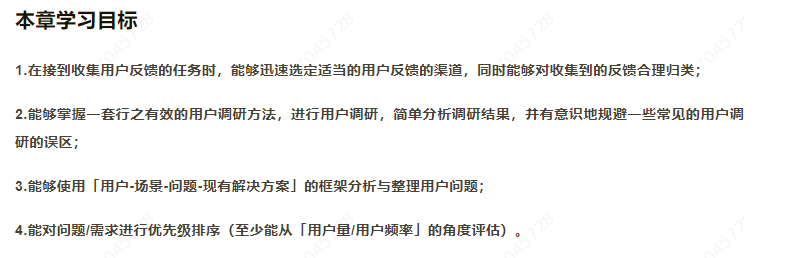 本章学习目标
1.在接到收集用户反馈的任务时，能够迅速选定适当的用户反馈的渠道，同时能够对收集到的反馈合理归类；
2.能够掌握一套行之有效的用户调研方法，进行用户调研，简单分析调研结果，并有意识地规避一些常见的用户调
研的误区；
3.能够使用「用户-场景-问题-现有解决方案」的框架分析与整理用户问题；
4.能对问题/需求进行优先级排序（至少能从「用户量/用户频率」的角度评估）。